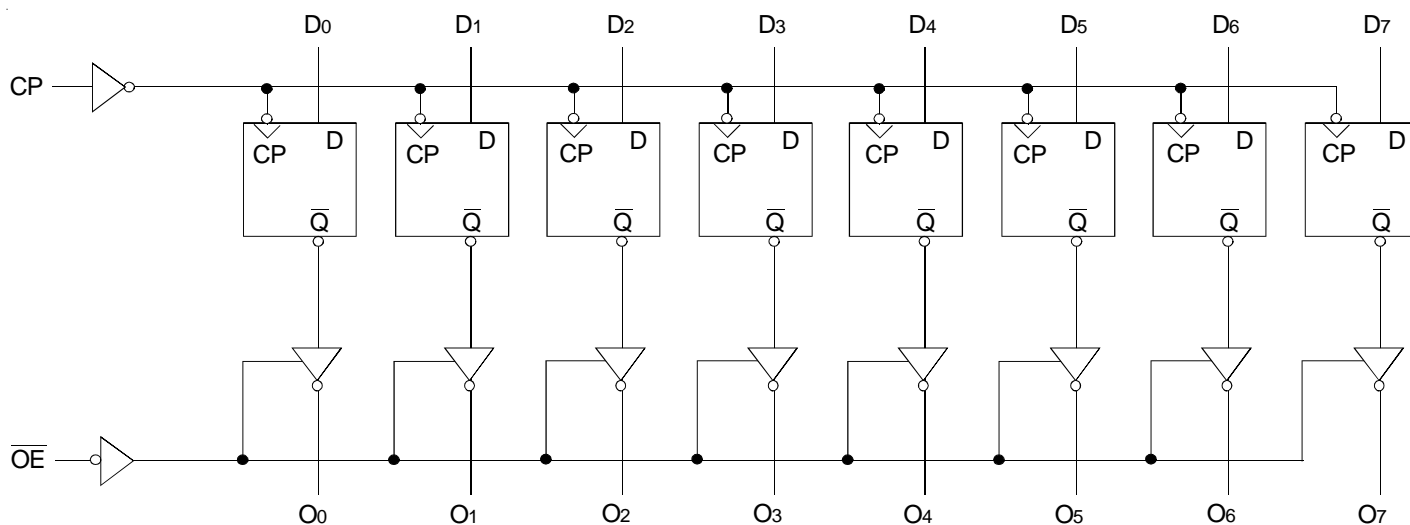 D0 D1 D2 D3 D4 D5 D6 D7
CP
CP D CP D CP D CP D CP D CP D CP D CP D
Q̅ Q̅ Q̅ Q̅ Q̅ Q̅ Q̅ Q̅
O̅E̅
O0 O1 O2 O3 O4 O5 O6 O7